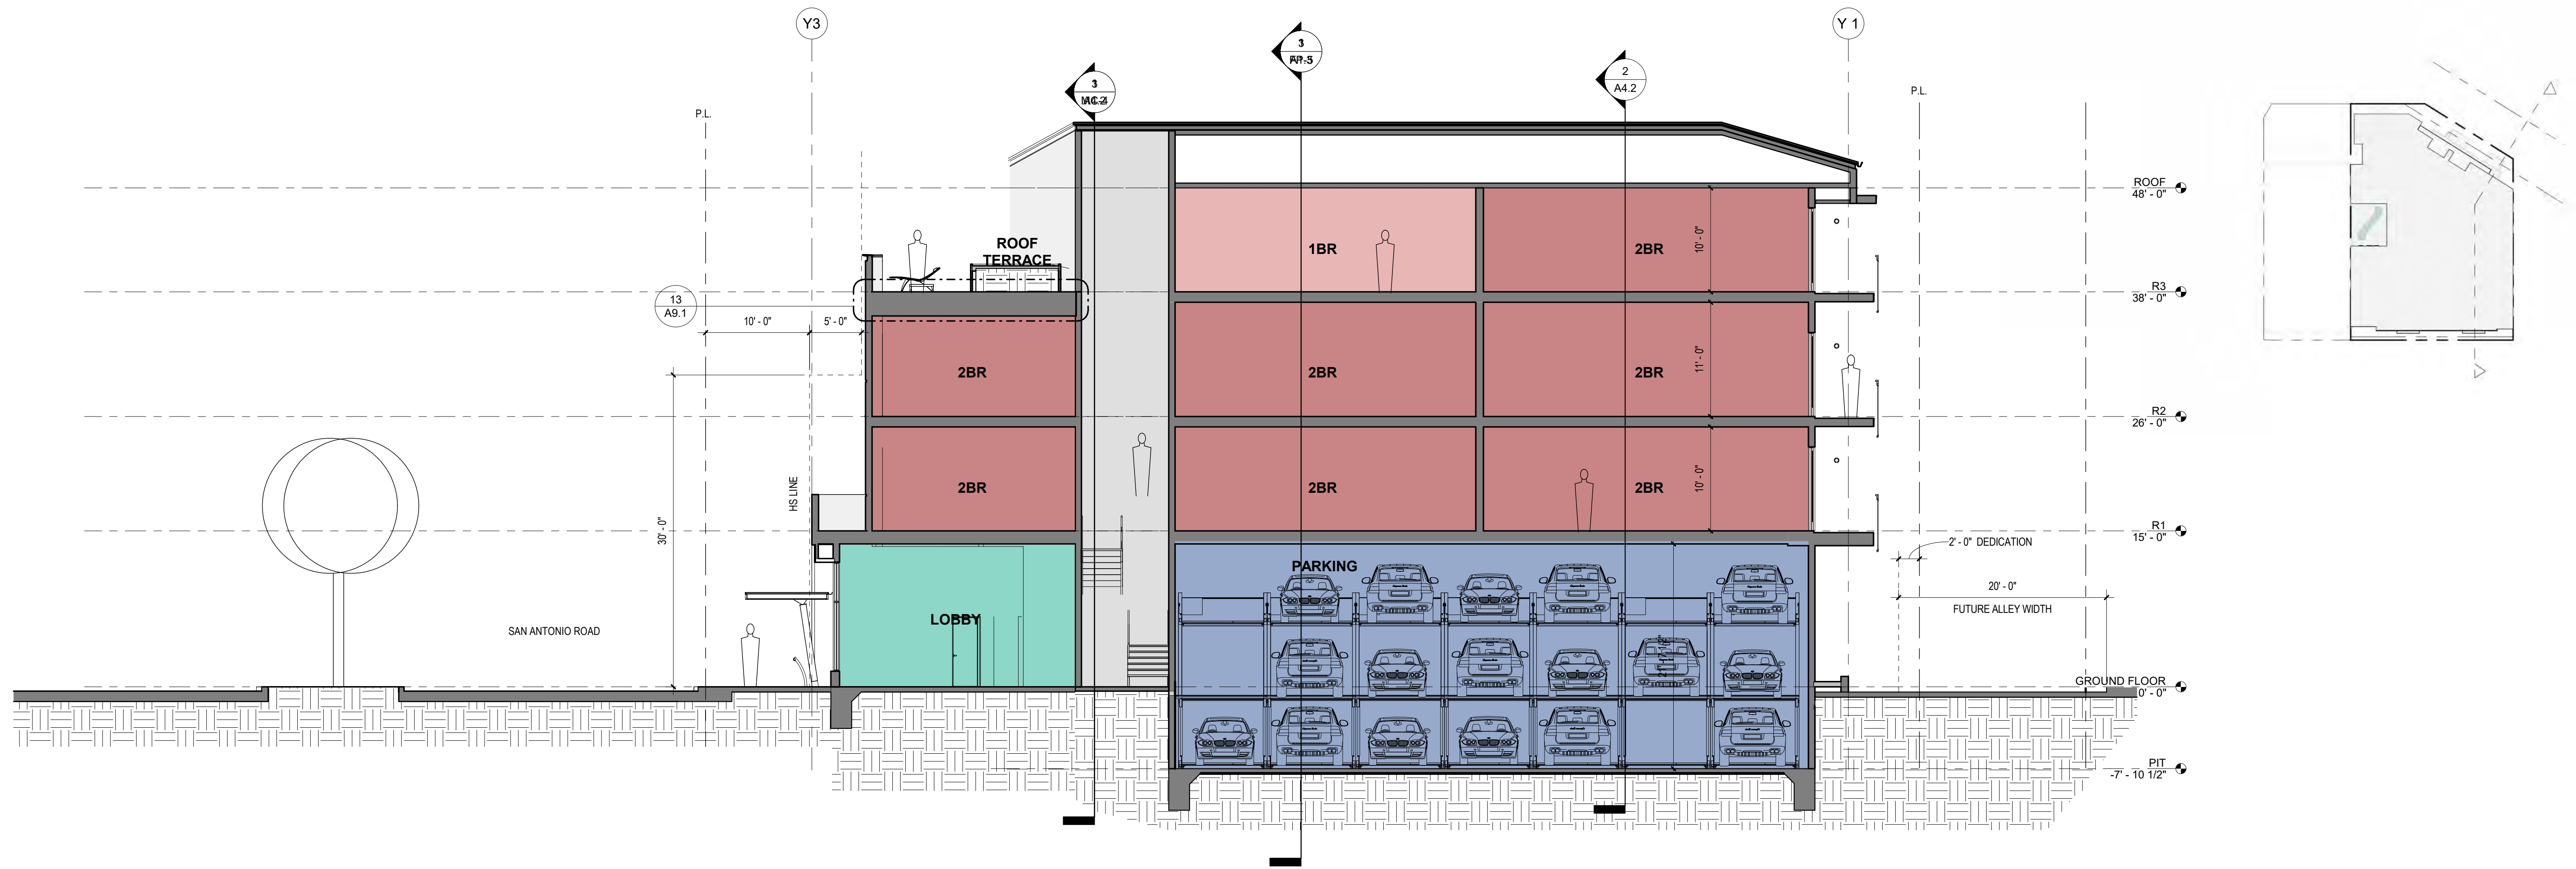 Y3
Y 1
3
2
A4.2
P.L.
P.L.
ROOF
48' - 0"
ROOF
TERRACE
1BR
2BR
10' - 0"
R3
38' - 0"
13
A9.1
10' - 0"
5' - 0"
2BR
2BR
2BR
11' - 0"
R2
26' - 0"
HS LINE
30' - 0"
2BR
2BR
2BR
10' - 0"
R1
15' - 0"
2' - 0" DEDICATION
PARKING
20' - 0"
FUTURE ALLEY WIDTH
SAN ANTONIO ROAD
LOBBY
GROUND FLOOR
0' - 0"
PIT
-7' - 10 1/2"